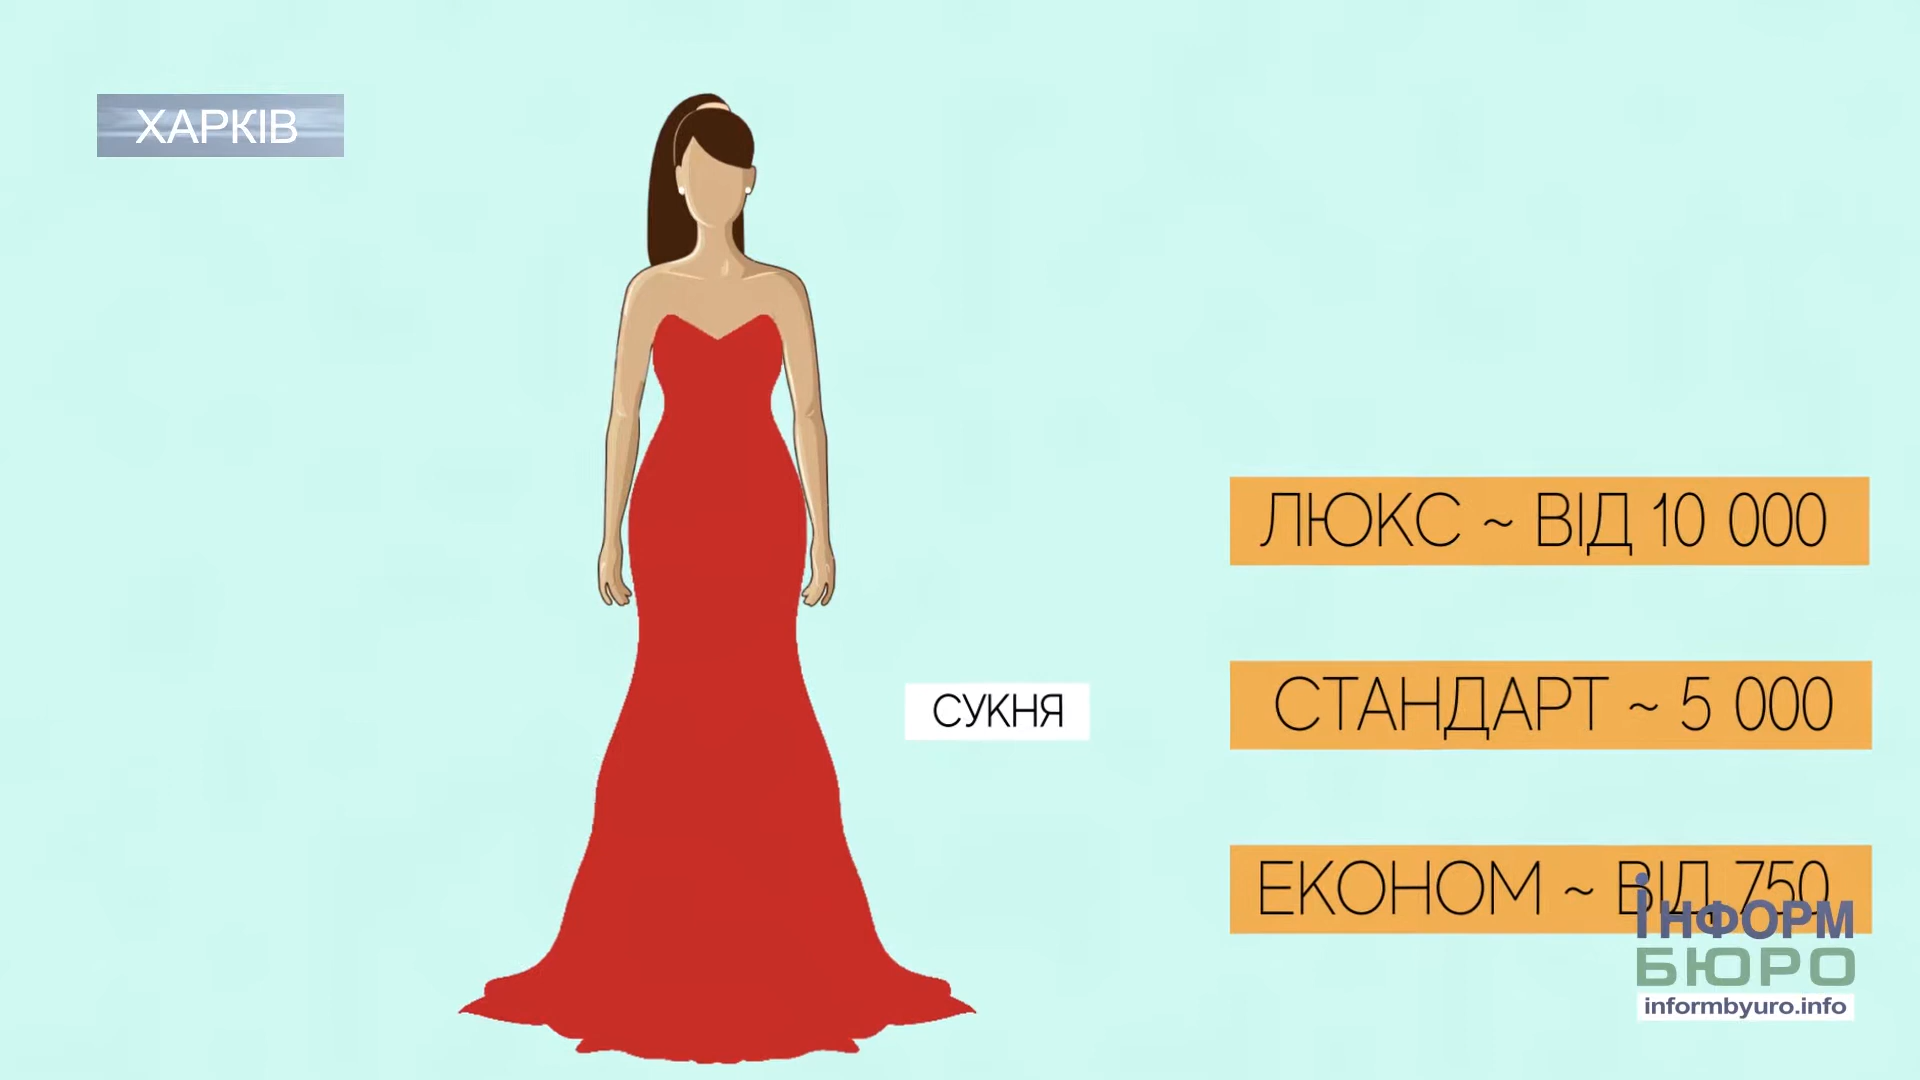 ХАРКІВ
ЛЮКС ~ ВІД 10 000
СУКНЯ
СТАНДАРТ ~ 5 000
ЕКОНОМ ~ ВІД 750
ІНФОРМ
БЮРО
informbyuro.info